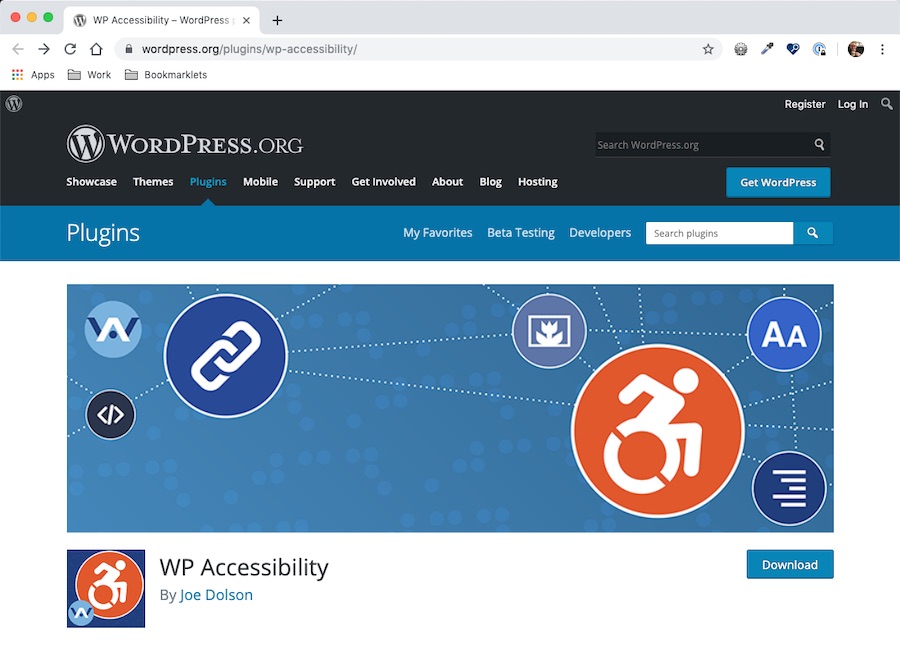 WP Accessibility – WordPress
wordpress.org/plugins/wp-accessibility/
Apps Work Bookmarklets
Register Log In
WORDPRESS.ORG
Search WordPress.org
Showcase Themes Plugins Mobile Support Get Involved About Blog Hosting
Get WordPress
Plugins
My Favorites Beta Testing Developers
Search plugins
AA
WP Accessibility
By Joe Dolson
Download